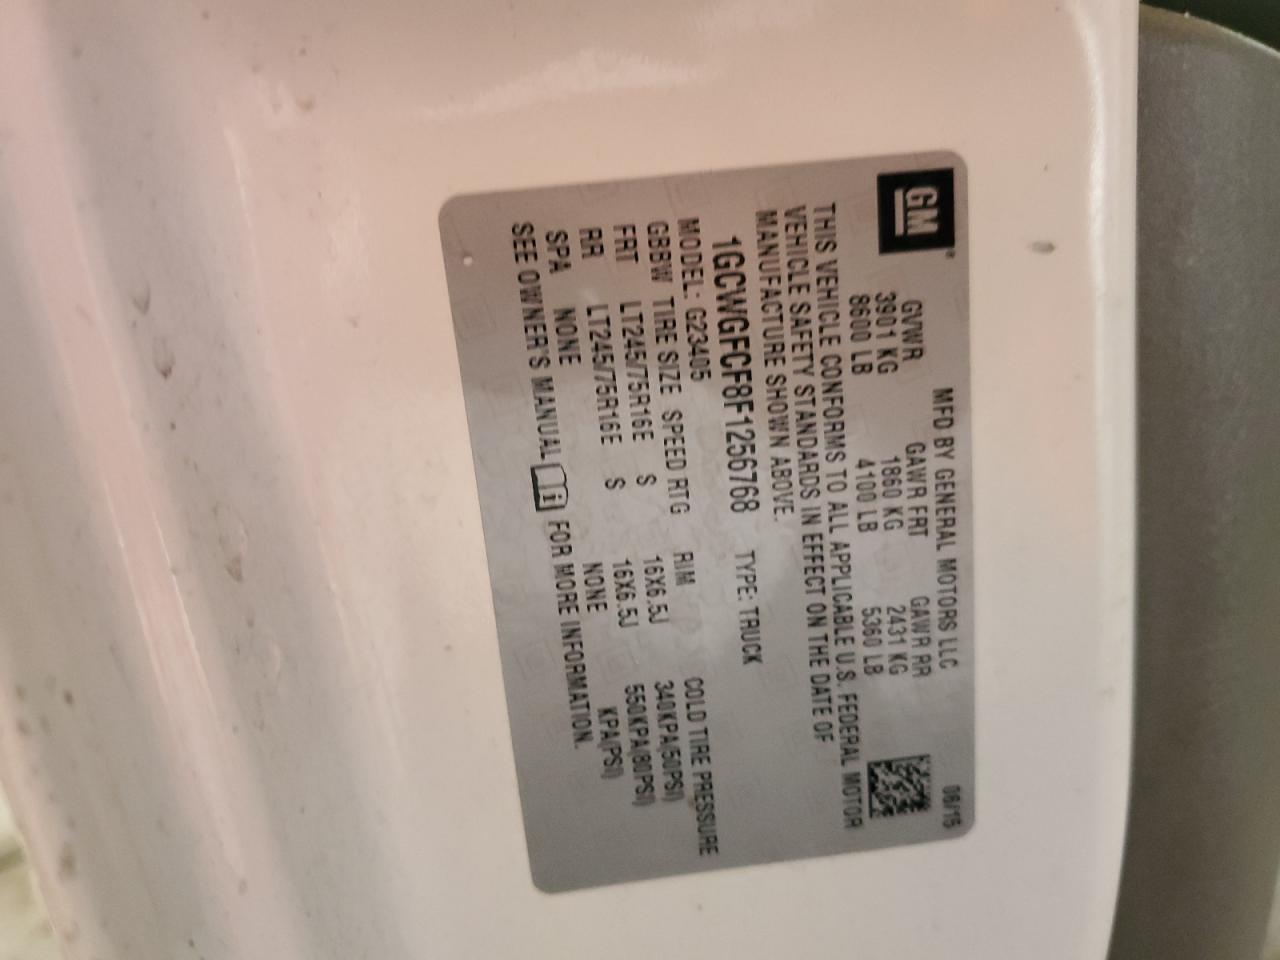 GM
MFD BY GENERAL MOTORS LLC 06/15
GVWR GAWR FRT GAWR RR
3901 KG 1860 KG 2431 KG
8600 LB 4100 LB 5360 LB
THIS VEHICLE CONFORMS TO ALL APPLICABLE U.S. FEDERAL MOTOR
VEHICLE SAFETY STANDARDS IN EFFECT ON THE DATE OF
MANUFACTURE SHOWN ABOVE.
1GCWGFCF8F1256768 TYPE: TRUCK
MODEL: G23405
GBBW TIRE SIZE SPEED RTG RIM COLD TIRE PRESSURE
FRT LT245/75R16E S 16X6.5J 340KPA(50PSI)
RR LT245/75R16E S 16X6.5J 550KPA(80PSI)
SPA NONE NONE KPA(PSI)
SEE OWNER'S MANUAL FOR MORE INFORMATION.